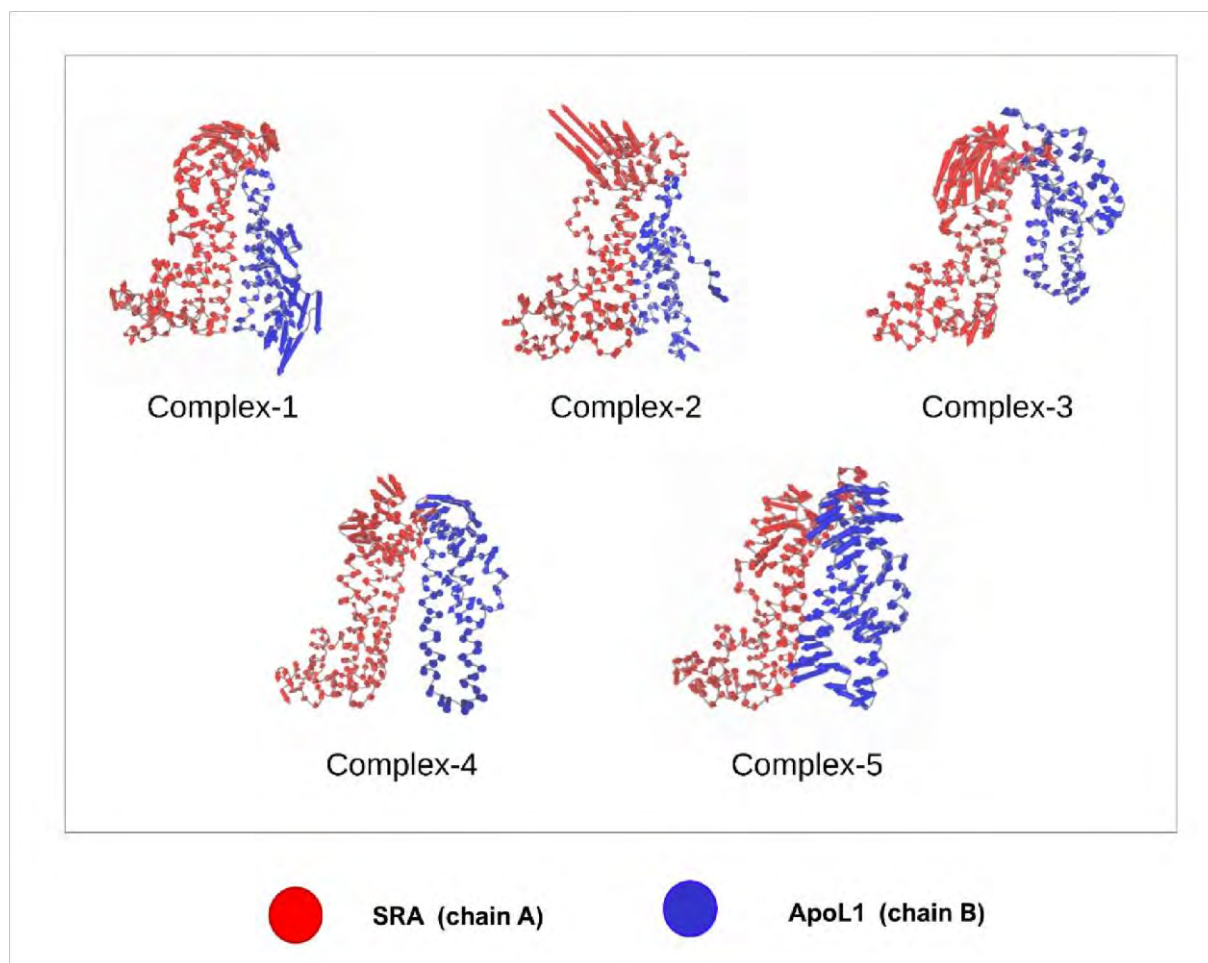 Complex-1
Complex-2
Complex-3
Complex-4
Complex-5
SRA (chain A)
ApoL1 (chain B)